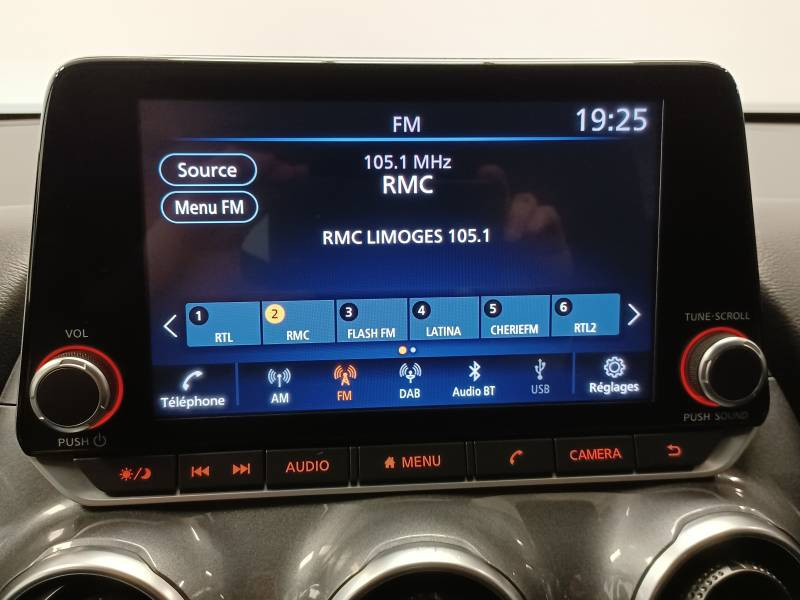 FM
19:25
Source
105.1 MHz
RMC
Menu FM
RMC LIMOGES 105.1
1 RTL
2 RMC
3 FLASH FM
4 LATINA
5 CHERIEFM
6 RTL2
Téléphone
AM
FM
DAB
Audio BT
USB
Réglages
VOL
PUSH
TUNE·SCROLL
PUSH SOUND
AUDIO
MENU
CAMERA